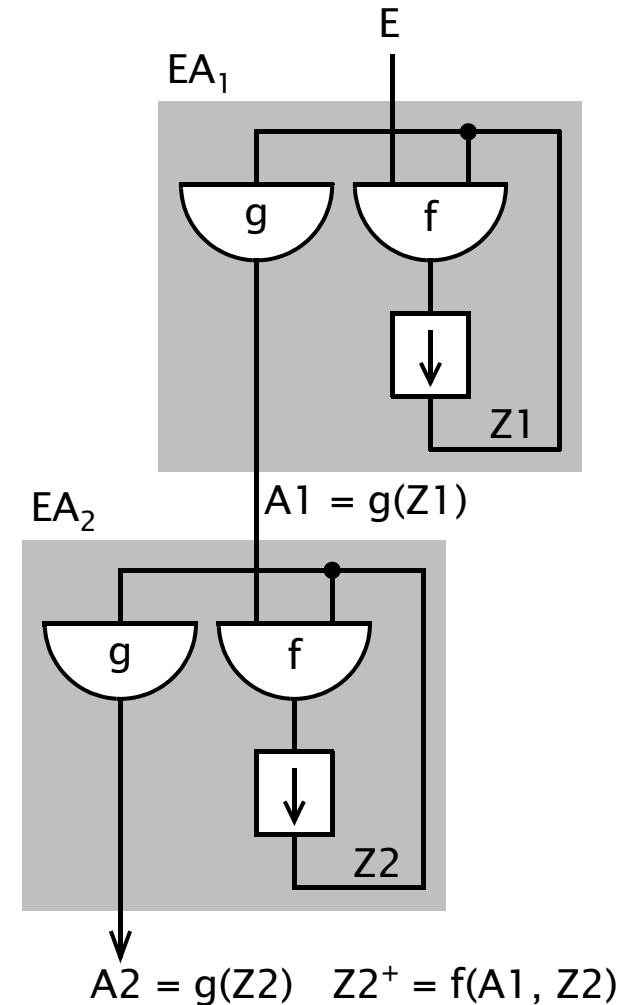 E
EA₁
g
f
Z1
A1 = g(Z1)
EA₂
g
f
Z2
A2 = g(Z2) Z2⁺ = f(A1, Z2)